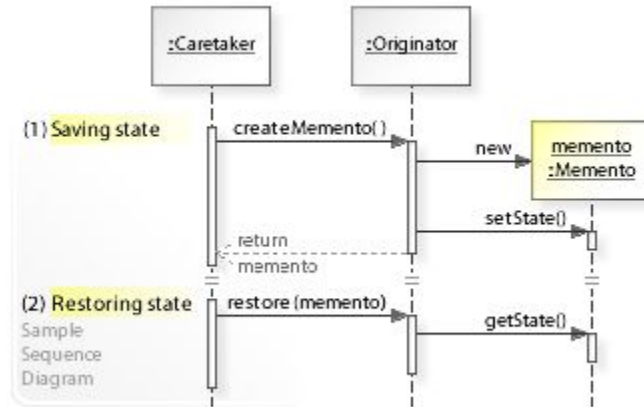 :Caretaker
:Originator
(1) Saving state
createMemento()
new
memento
:Memento
setState()
return
memento
(2) Restoring state
restore(memento)
getState()
Sample
Sequence
Diagram